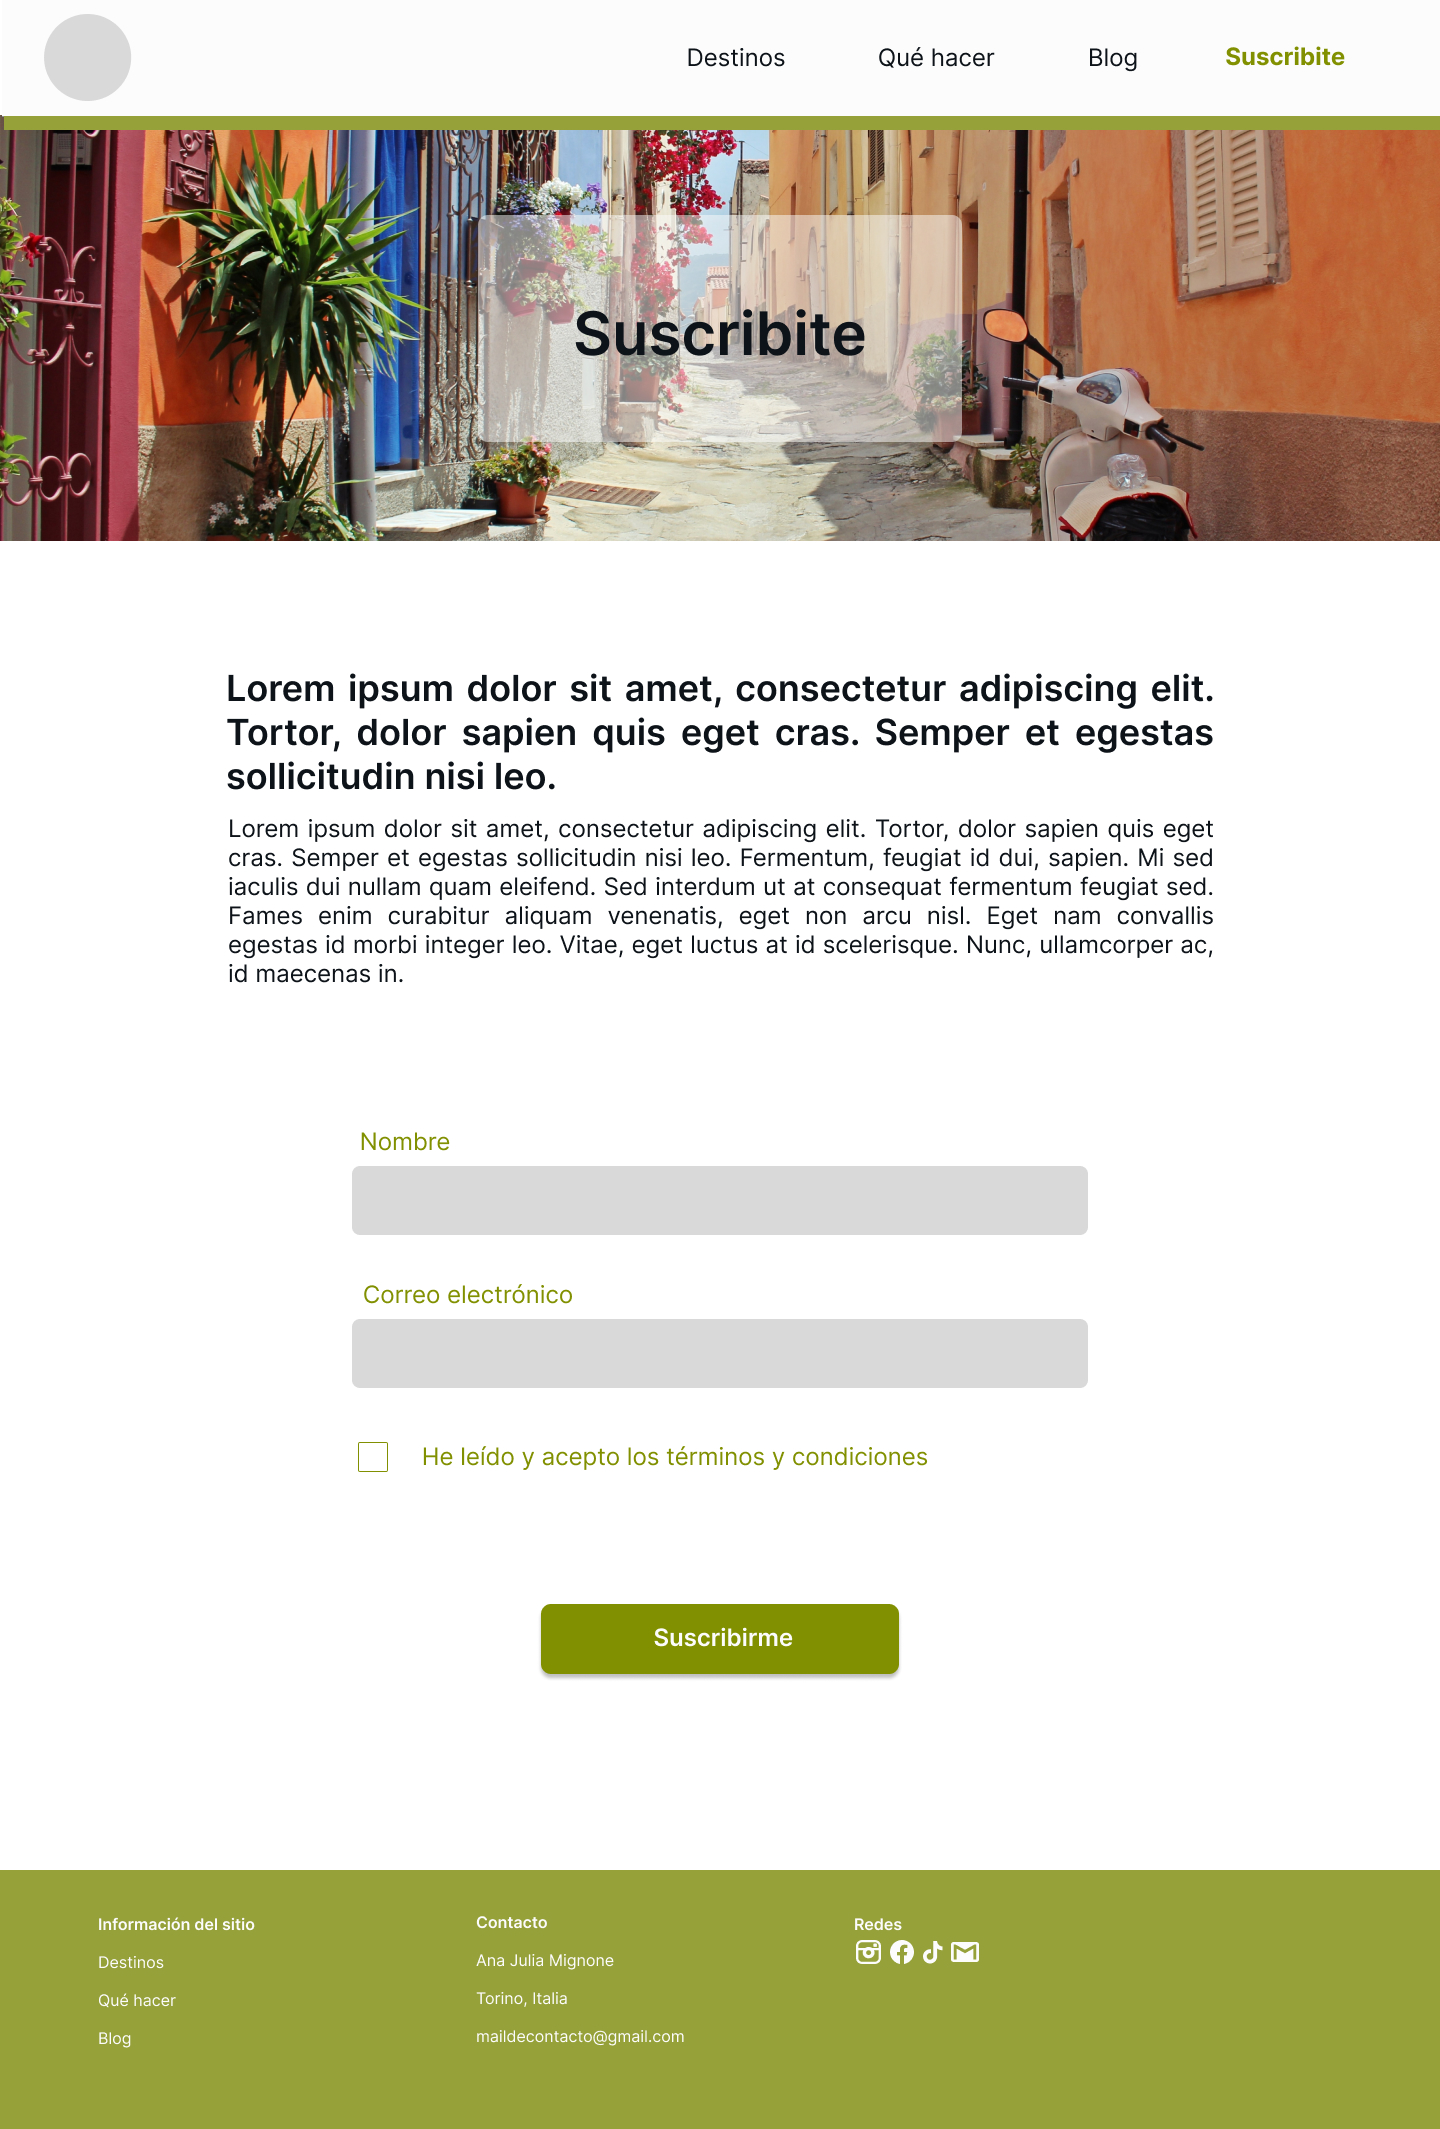 Destinos
Qué hacer
Blog
Suscribite
Suscribite
Lorem ipsum dolor sit amet, consectetur adipiscing elit.
Tortor, dolor sapien quis eget cras. Semper et egestas
sollicitudin nisi leo.
Lorem ipsum dolor sit amet, consectetur adipiscing elit. Tortor, dolor sapien quis eget
cras. Semper et egestas sollicitudin nisi leo. Fermentum, feugiat id dui, sapien. Mi sed
iaculis dui nullam quam eleifend. Sed interdum ut at consequat fermentum feugiat sed.
Fames enim curabitur aliquam venenatis, eget non arcu nisl. Eget nam convallis
egestas id morbi integer leo. Vitae, eget luctus at id scelerisque. Nunc, ullamcorper ac,
id maecenas in.
Nombre
Correo electrónico
He leído y acepto los términos y condiciones
Suscribirme
Información del sitio
Destinos
Qué hacer
Blog
Contacto
Ana Julia Mignone
Torino, Italia
maildecontacto@gmail.com
Redes